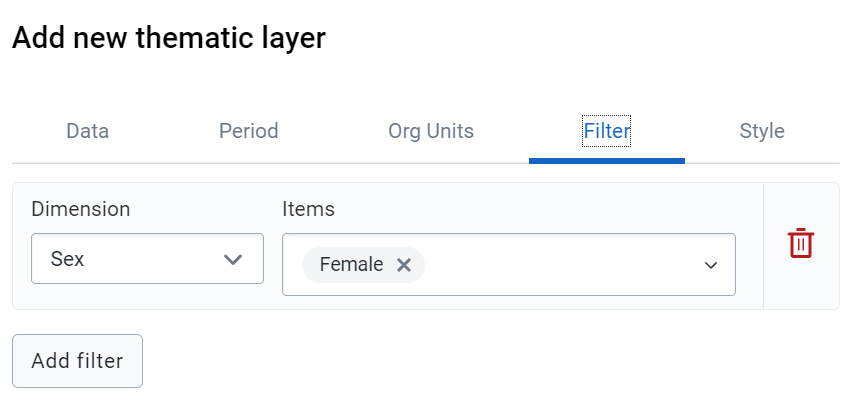 Add new thematic layer
Data Period Org Units Filter Style
Dimension Items
Sex Female
Add filter